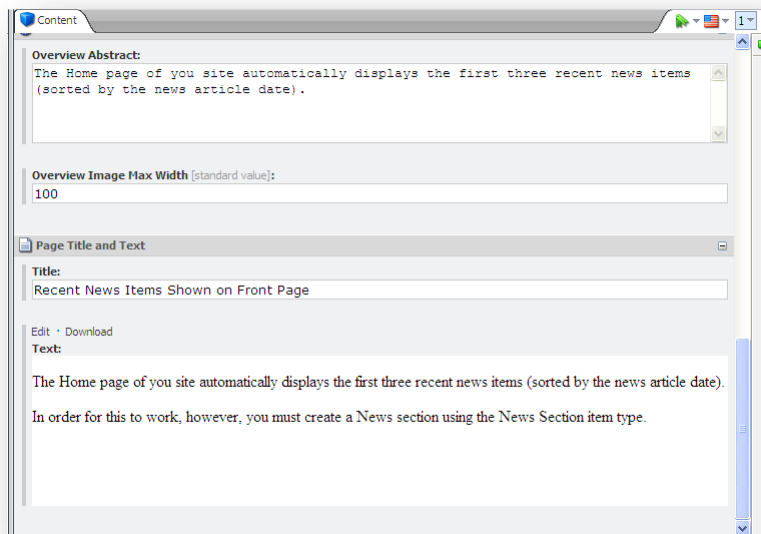 Content
1
Overview Abstract:
The Home page of you site automatically displays the first three recent news items
(sorted by the news article date).
Overview Image Max Width [standard value]:
100
Page Title and Text
Title:
Recent News Items Shown on Front Page
Edit · Download
Text:
The Home page of you site automatically displays the first three recent news items (sorted by the news article date).
In order for this to work, however, you must create a News section using the News Section item type.